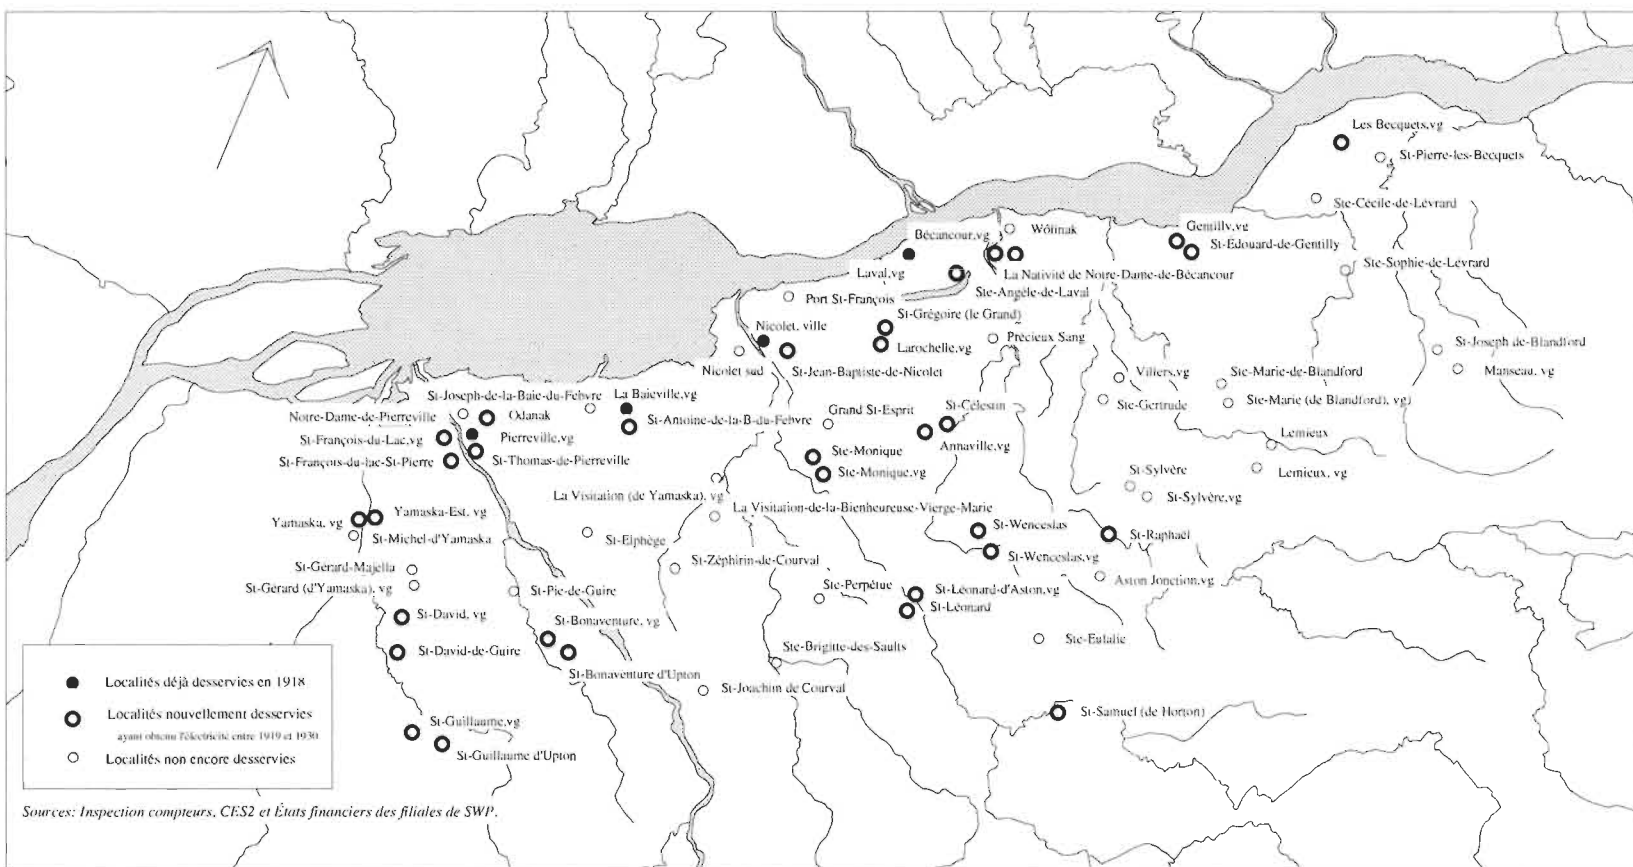 Les Becquets,vg
St-Pierre-les-Becquets
Ste-Cécile-de-Lévrard
Gentilly,vg
St-Edouard-de-Gentilly
Ste-Sophie-de-Lévrard
Wôlinak
Bécancour,vg
La Nativité de Notre-Dame-de-Bécancour
Laval,vg
Ste-Angèle-de-Laval
Port St-François
St-Grégoire (le Grand)
Larochelle,vg
Précieux Sang
Nicolet, ville
Nicolet sud
St-Jean-Baptiste-de-Nicolet
St-Joseph de-Blandford
Manseau, vg
Villers,vg
Ste-Marie-de-Blandford
Ste-Marie (de Blandford), vg)
Ste-Gertrude
St-Joseph-de-la-Baie-du-Febvre
La Baieville,vg
St-Antoine-de-la-B-du-Febvre
Notre-Dame-de-Pierreville
Odanak
St-François-du-Lac,vg
Pierreville,vg
St-François-du-lac-St-Pierre
St-Thomas-de-Pierreville
Grand St-Esprit
St-Célestin
Annaville,vg
Ste-Monique
Ste-Monique,vg
Lemieux
Lemieux, vg
St-Sylvère
St-Sylvère,vg
La Visitation (de Yamaska), vg
La Visitation-de-la-Bienheureuse-Vierge-Marie
Yamaska, vg
Yamaska-Est, vg
St-Michel-d'Yamaska
St-Elphège
St-Wenceslas
St-Wenceslas,vg
St-Raphaël
St-Gérard-Majella
St-Gérard (d'Yamaska), vg
St-Zéphirin-de-Courval
Aston Jonction,vg
St-Pie-de-Guire
Ste-Perpétue
St-Léonard-d'Aston,vg
St-Léonard
St-David, vg
St-Bonaventure, vg
St-David-de-Guire
St-Bonaventure d'Upton
Ste-Brigitte-des-Saults
Ste-Eulalie
St-Joachim de Courval
St-Samuel (de Horton)
St-Guillaume,vg
St-Guillaume d'Upton
Localités déjà desservies en 1918
Localités nouvellement desservies
ayant obtenu l'électricité entre 1919 et 1930
Localités non encore desservies
Sources: Inspection compteurs, CES2 et États financiers des filiales de SWP.